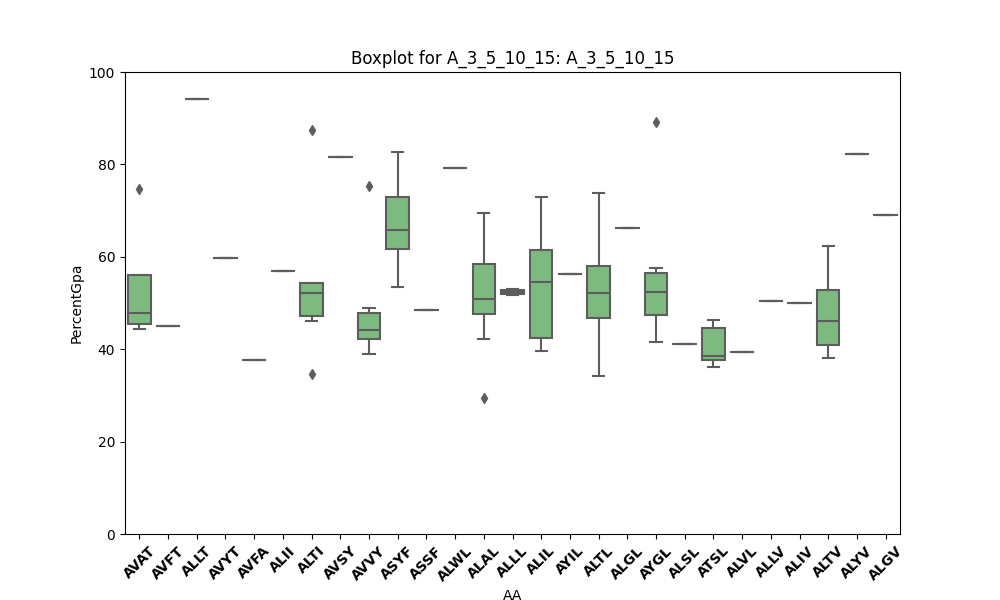 Boxplot for A_3_5_10_15: A_3_5_10_15
PercentGpa
100
80
60
40
20
0
AVAT AVFT ALLT AVYT AVFA ALII ALTI AVSY AVVY ASYF ASSF ALWL ALAL ALLL ALIL AYIL ALTL ALGL AYGL ALSL ATSL ALVL ALLV ALIV ALTV ALYV ALGV
AA